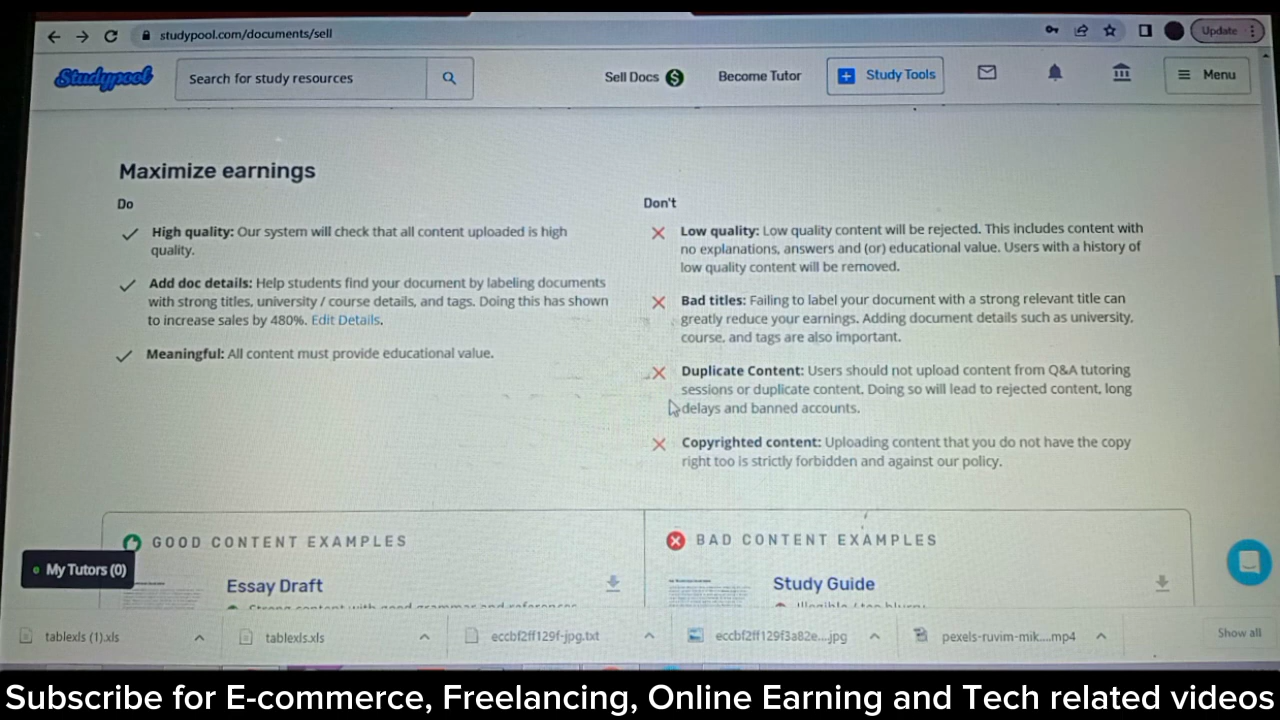 studypool.com/documents/sell
Update
Studypool
Search for study resources
Sell Docs
Become Tutor
Study Tools
Menu
Maximize earnings
Do
High quality: Our system will check that all content uploaded is high
quality.
Add doc details: Help students find your document by labeling documents
with strong titles, university / course details, and tags. Doing this has shown
to increase sales by 480%. Edit Details.
Meaningful: All content must provide educational value.
Don't
Low quality: Low quality content will be rejected. This includes content with
no explanations, answers and (or) educational value. Users with a history of
low quality content will be removed.
Bad titles: Failing to label your document with a strong relevant title can
greatly reduce your earnings. Adding document details such as university,
course, and tags are also important.
Duplicate Content: Users should not upload content from Q&A tutoring
sessions or duplicate content. Doing so will lead to rejected content, long
delays and banned accounts.
Copyrighted content: Uploading content that you do not have the copy
right too is strictly forbidden and against our policy.
GOOD CONTENT EXAMPLES
Essay Draft
Strong content with good grammar and references
BAD CONTENT EXAMPLES
Study Guide
Illegible / too blurry
My Tutors (0)
tablexls (1).xls
tablexls.xls
eccbf2ff129f-jpg.txt
eccbf2ff129f3a82e...jpg
pexels-ruvim-mik....mp4
Show all
Subscribe for E-commerce, Freelancing, Online Earning and Tech related videos